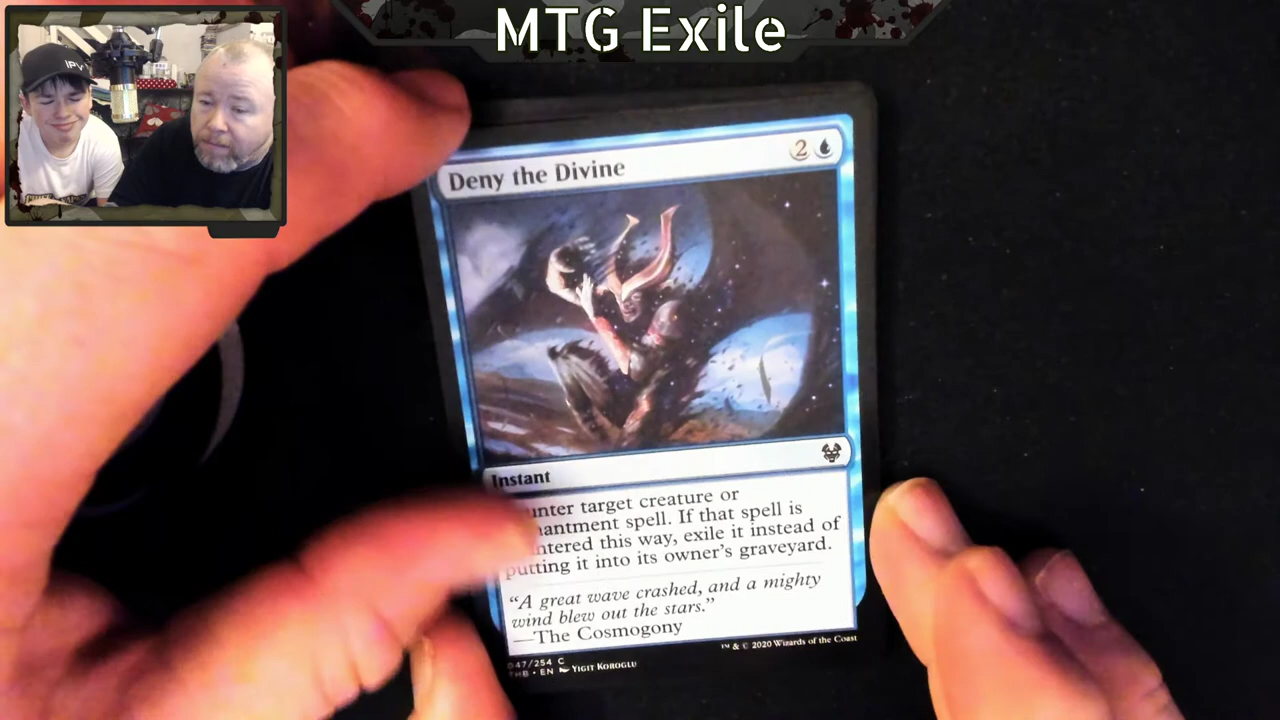 MTG Exile
IPV
Deny the Divine
2
Instant
unter target creature or
hantment spell. If that spell is
ntered this way, exile it instead of
putting it into its owner's graveyard.
"A great wave crashed, and a mighty
wind blew out the stars."
—The Cosmogony
™ & © 2020 Wizards of the Coast
047/254 C
THB • EN Yigit Koroglu